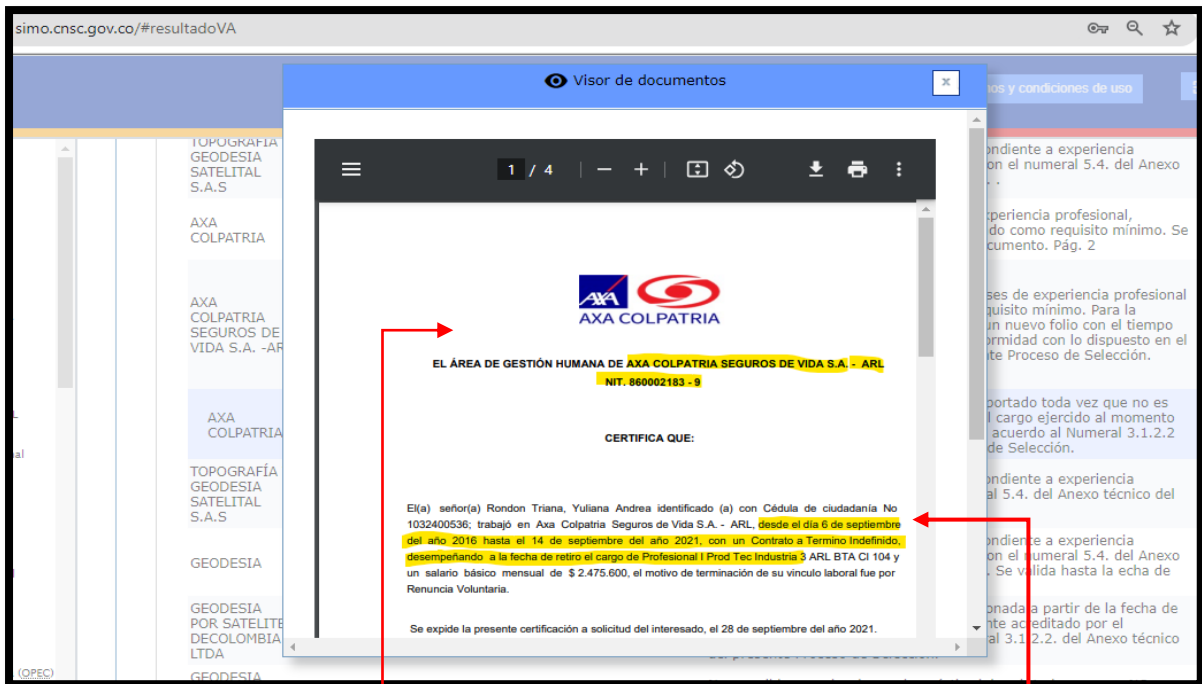 simo.cnsc.gov.co/#resultadoVA
Visor de documentos
x
nos y condiciones de uso
TOPOGRAFÍA
GEODESIA
SATELITAL
S.A.S
AXA
COLPATRIA
AXA
COLPATRIA
SEGUROS DE
VIDA S.A. -AR
AXA
COLPATRIA
TOPOGRAFÍA
GEODESIA
SATELITAL
S.A.S
GEODESIA
GEODESIA
POR SATELITE
DECOLOMBIA
LTDA
GEODESIA
(OPEC)
1 / 4
AXA
AXA COLPATRIA
EL ÁREA DE GESTIÓN HUMANA DE AXA COLPATRIA SEGUROS DE VIDA S.A. - ARL
NIT. 860002183 - 9
CERTIFICA QUE:
El(a) señor(a) Rondon Triana, Yuliana Andrea identificado (a) con Cédula de ciudadanía No
1032400536; trabajó en Axa Colpatria Seguros de Vida S.A. - ARL, desde el día 6 de septiembre
del año 2016 hasta el 14 de septiembre del año 2021, con un Contrato a Termino Indefinido,
desempeñando a la fecha de retiro el cargo de Profesional I Prod Tec Industria 3 ARL BTA CI 104 y
un salario básico mensual de $ 2.475.600, el motivo de terminación de su vinculo laboral fue por
Renuncia Voluntaria.
Se expide la presente certificación a solicitud del interesado, el 28 de septiembre del año 2021.
ondiente a experiencia
on el numeral 5.4. del Anexo
. .
xperiencia profesional,
do como requisito mínimo. Se
cumento. Pág. 2
ses de experiencia profesional
quisito mínimo. Para la
un nuevo folio con el tiempo
ormidad con lo dispuesto en el
te Proceso de Selección.
portado toda vez que no es
l cargo ejercido al momento
acuerdo al Numeral 3.1.2.2
de Selección.
ondiente a experiencia
al 5.4. del Anexo técnico del
ondiente a experiencia
on el numeral 5.4. del Anexo
. Se valida hasta la echa de
onada a partir de la fecha de
nte acreditado por el
al 3.1.2.2. del Anexo técnico